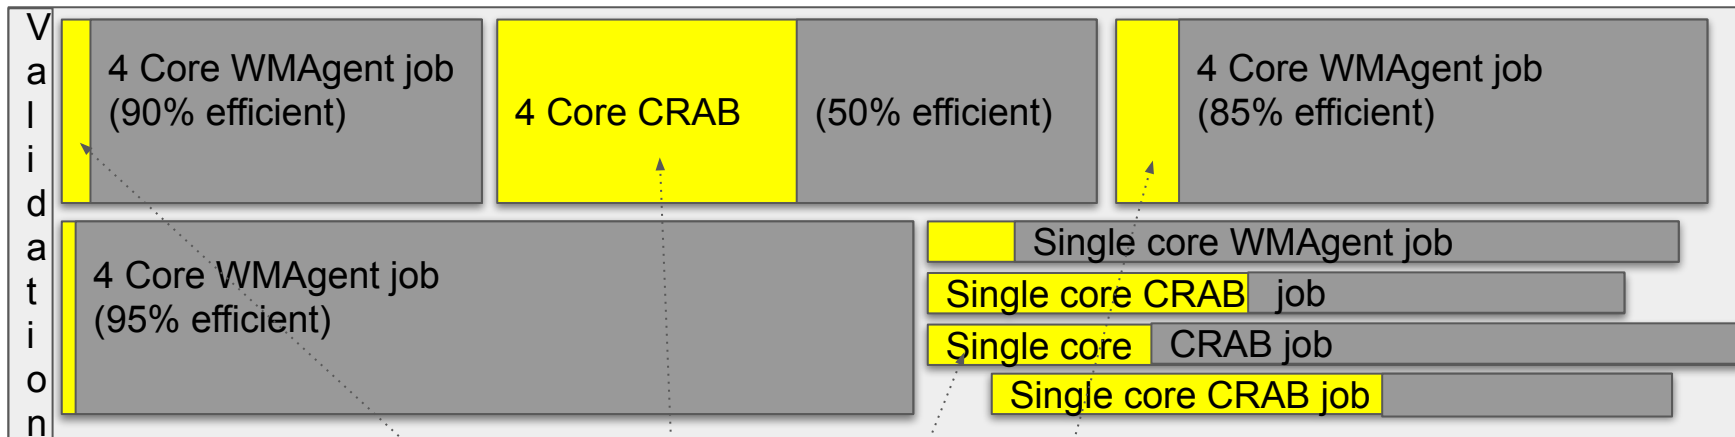 Validation
4 Core WMAgent job
(90% efficient)
4 Core CRAB (50% efficient)
4 Core WMAgent job
(85% efficient)
4 Core WMAgent job
(95% efficient)
Single core WMAgent job
Single core CRAB job
Single core CRAB job
Single core CRAB job